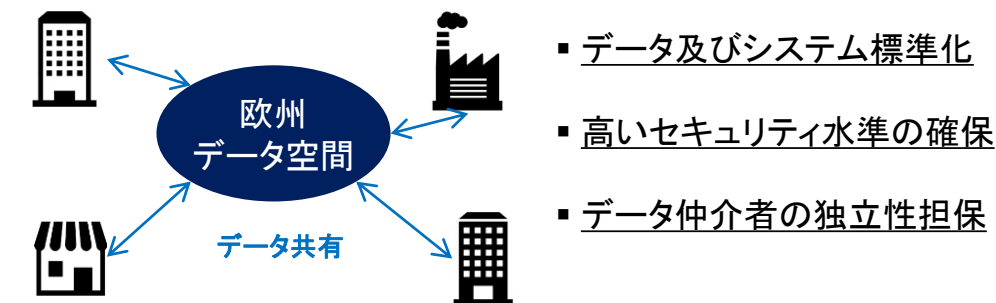 欧州
データ空間
データ共有
▪ データ及びシステム標準化
▪ 高いセキュリティ水準の確保
▪ データ仲介者の独立性担保